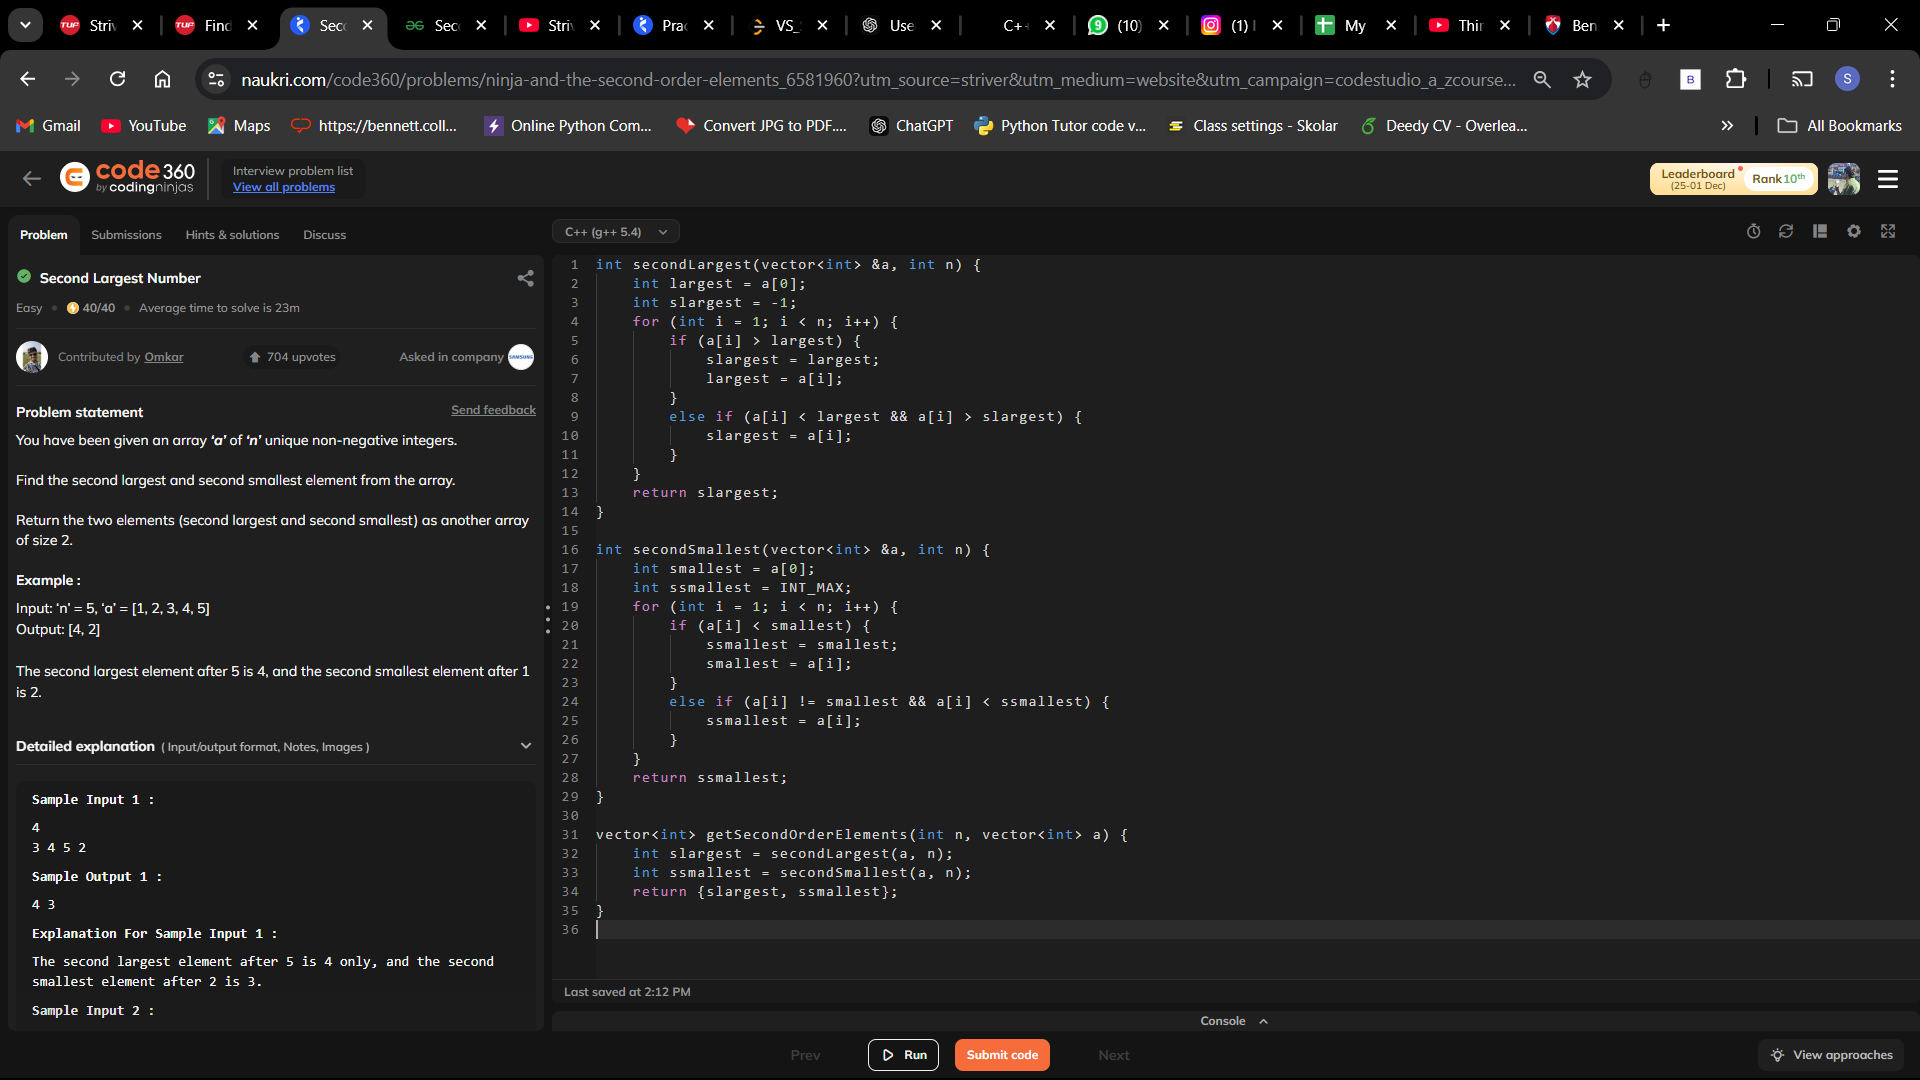 Striv
Find
Seco
Sec
Striv
Prac
VS_
Use
C++
(10)
(1) I
My
Thir
Ben
naukri.com/code360/problems/ninja-and-the-second-order-elements_6581960?utm_source=striver&utm_medium=website&utm_campaign=codestudio_a_zcourse...
S
Gmail
YouTube
Maps
https://bennett.coll...
Online Python Com...
Convert JPG to PDF....
ChatGPT
Python Tutor code v...
Class settings - Skolar
Deedy CV - Overlea...
All Bookmarks
code 360
by codingninjas
Interview problem list
View all problems
Leaderboard
(25-01 Dec)
Rank 10th
Problem
Submissions
Hints & solutions
Discuss
C++ (g++ 5.4)
Second Largest Number
Easy • 40/40 • Average time to solve is 23m
Contributed by Omkar
704 upvotes
Asked in company
SAMSUNG
Problem statement
Send feedback
You have been given an array ‘a’ of ‘n’ unique non-negative integers.
Find the second largest and second smallest element from the array.
Return the two elements (second largest and second smallest) as another array
of size 2.
Example :
Input: ‘n’ = 5, ‘a’ = [1, 2, 3, 4, 5]
Output: [4, 2]
The second largest element after 5 is 4, and the second smallest element after 1
is 2.
Detailed explanation ( Input/output format, Notes, Images )
Sample Input 1 :
4
3 4 5 2
Sample Output 1 :
4 3
Explanation For Sample Input 1 :
The second largest element after 5 is 4 only, and the second
smallest element after 2 is 3.
Sample Input 2 :
1 int secondLargest(vector<int> &a, int n) {
2     int largest = a[0];
3     int slargest = -1;
4     for (int i = 1; i < n; i++) {
5         if (a[i] > largest) {
6             slargest = largest;
7             largest = a[i];
8         }
9         else if (a[i] < largest && a[i] > slargest) {
10             slargest = a[i];
11         }
12     }
13     return slargest;
14 }
15
16 int secondSmallest(vector<int> &a, int n) {
17     int smallest = a[0];
18     int ssmallest = INT_MAX;
19     for (int i = 1; i < n; i++) {
20         if (a[i] < smallest) {
21             ssmallest = smallest;
22             smallest = a[i];
23         }
24         else if (a[i] != smallest && a[i] < ssmallest) {
25             ssmallest = a[i];
26         }
27     }
28     return ssmallest;
29 }
30
31 vector<int> getSecondOrderElements(int n, vector<int> a) {
32     int slargest = secondLargest(a, n);
33     int ssmallest = secondSmallest(a, n);
34     return {slargest, ssmallest};
35 }
36
Last saved at 2:12 PM
Console
Prev
Run
Submit code
Next
View approaches